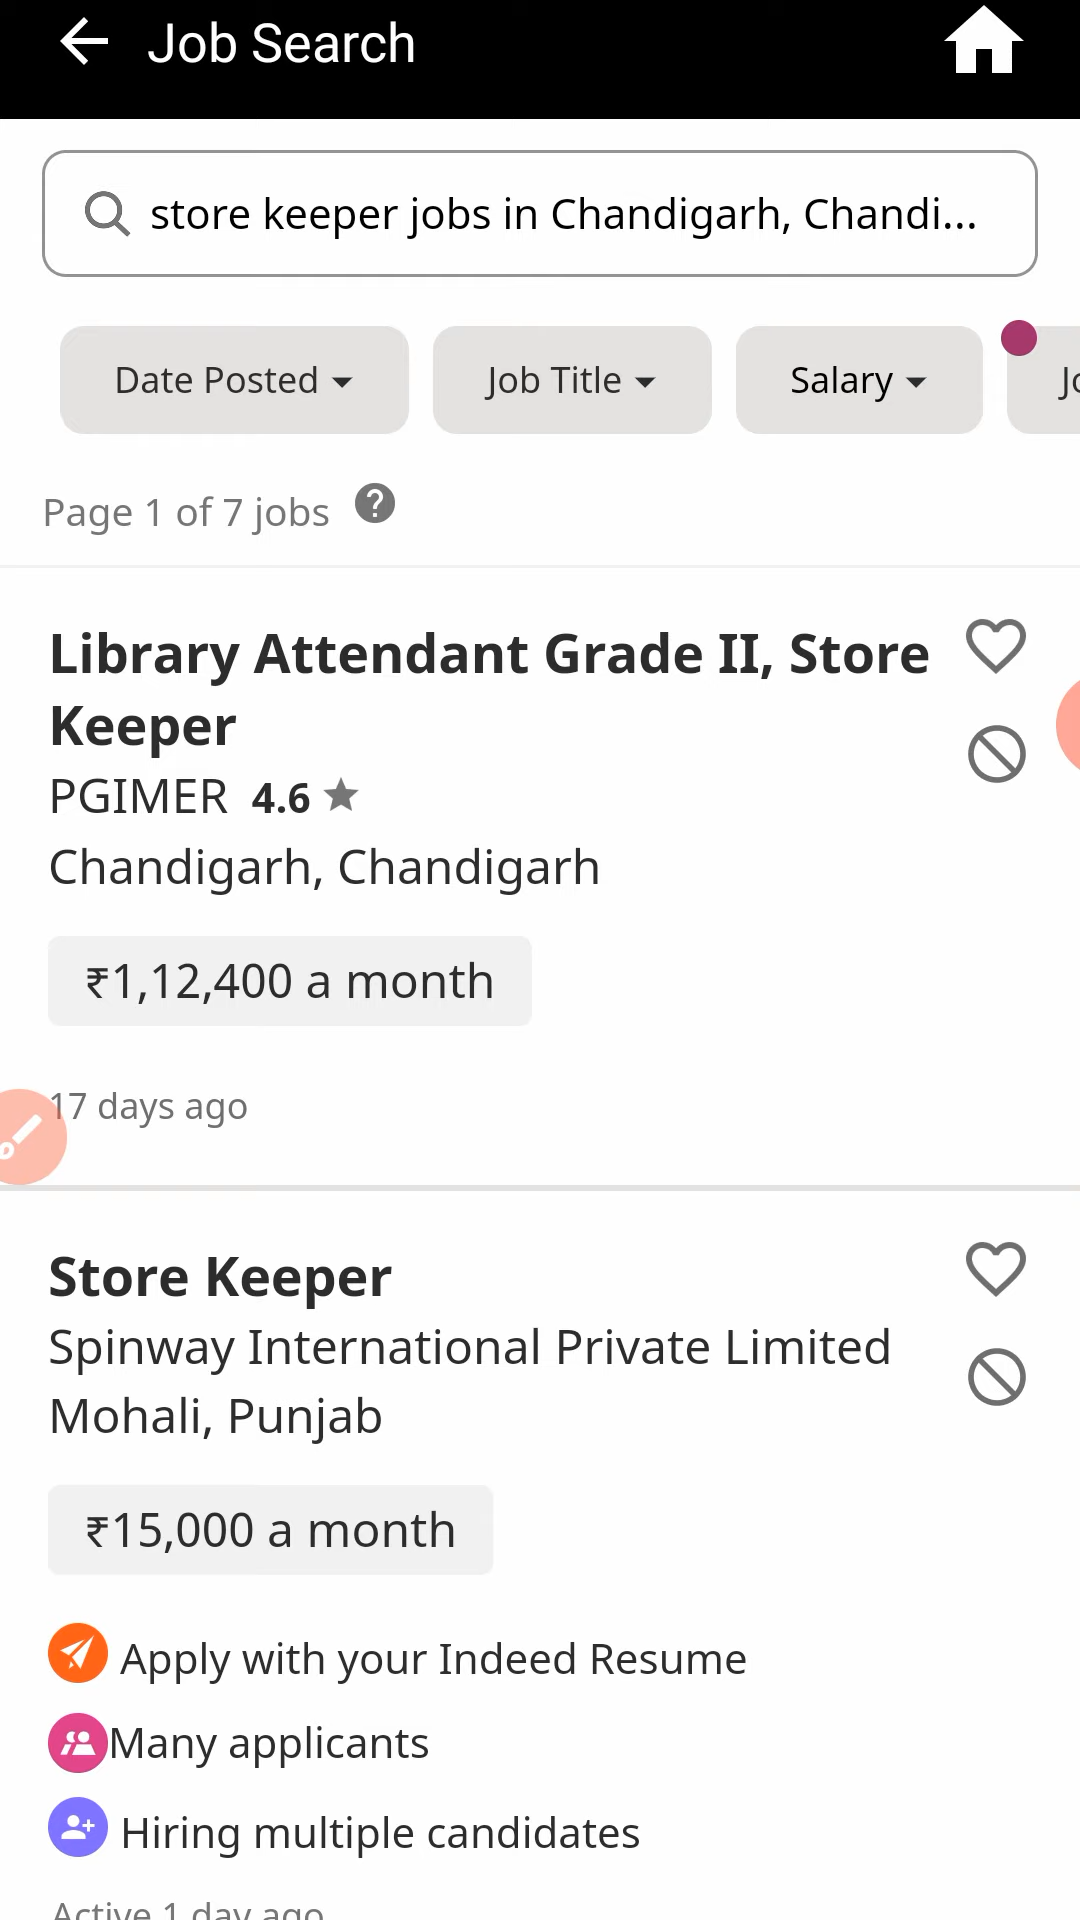 Job Search
store keeper jobs in Chandigarh, Chandi...
Date Posted Job Title Salary
Page 1 of 7 jobs ?
Library Attendant Grade II, Store
Keeper
PGIMER 4.6
Chandigarh, Chandigarh
₹1,12,400 a month
17 days ago
Store Keeper
Spinway International Private Limited
Mohali, Punjab
₹15,000 a month
Apply with your Indeed Resume
Many applicants
Hiring multiple candidates
Active 1 day ago